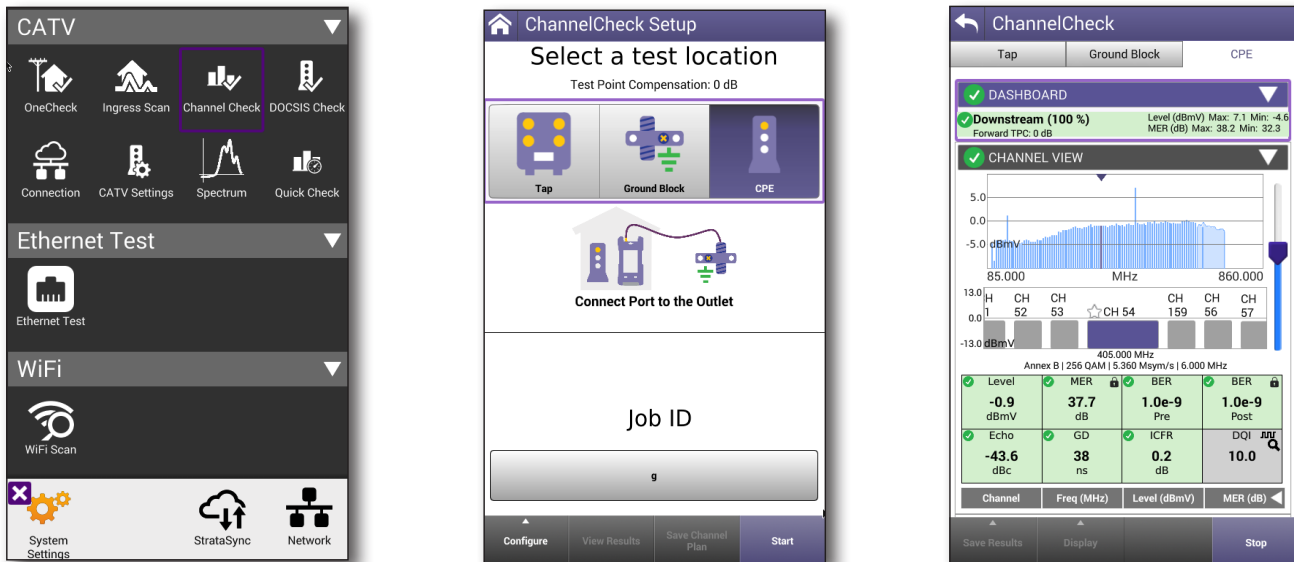 CATV
OneCheck
Ingress Scan
Channel Check
DOCSIS Check
Connection
CATV Settings
Spectrum
Quick Check
Ethernet Test
Ethernet Test
WiFi
WiFi Scan
System
Settings
StrataSync
Network
ChannelCheck Setup
Select a test location
Test Point Compensation: 0 dB
Tap
Ground Block
CPE
Connect Port to the Outlet
Job ID
g
Configure
View Results
Save Channel
Plan
Start
ChannelCheck
Tap
Ground Block
CPE
DASHBOARD
Downstream (100 %)
Forward TPC: 0 dB
Level (dBmV) Max: 7.1 Min: -4.6
MER (dB) Max: 38.2 Min: 32.3
CHANNEL VIEW
5.0
0.0
-5.0 dBmV
85.000 MHz 860.000
13.0
0.0
-13.0 dBmV
H
1
CH
52
CH
53
CH 54
CH
159
CH
56
CH
57
405.000 MHz
Annex B | 256 QAM | 5.360 Msym/s | 6.000 MHz
Level
-0.9
dBmV
MER
37.7
dB
BER
1.0e-9
Pre
BER
1.0e-9
Post
Echo
-43.6
dBc
GD
38
ns
ICFR
0.2
dB
DQI
10.0
Channel
Freq (MHz)
Level (dBmV)
MER (dB)
Save Results
Display
Stop